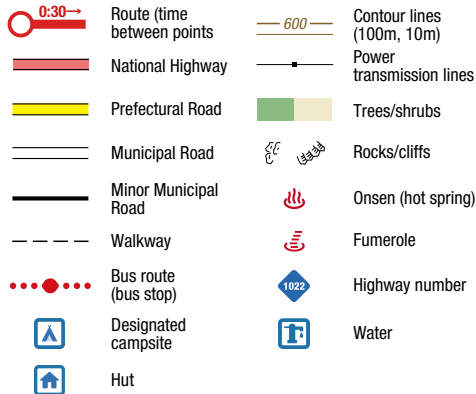 0:30→
Route (time
between points
National Highway
Prefectural Road
Municipal Road
Minor Municipal
Road
Walkway
Bus route
(bus stop)
Designated
campsite
Hut
600
Contour lines
(100m, 10m)
Power
transmission lines
Trees/shrubs
Rocks/cliffs
Onsen (hot spring)
Fumerole
1022
Highway number
Water